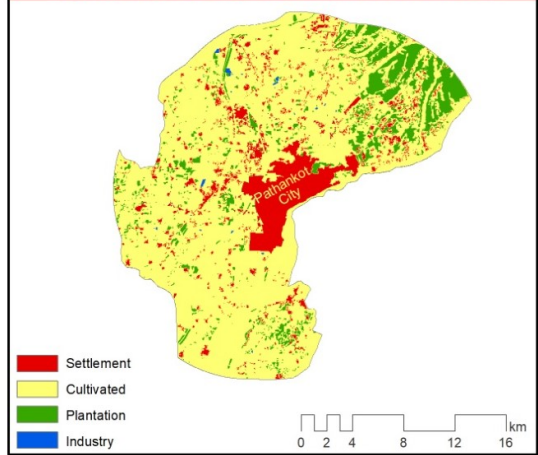 Pathankot
City
Settlement
Cultivated
Plantation
Industry
km
0 2 4 8 12 16